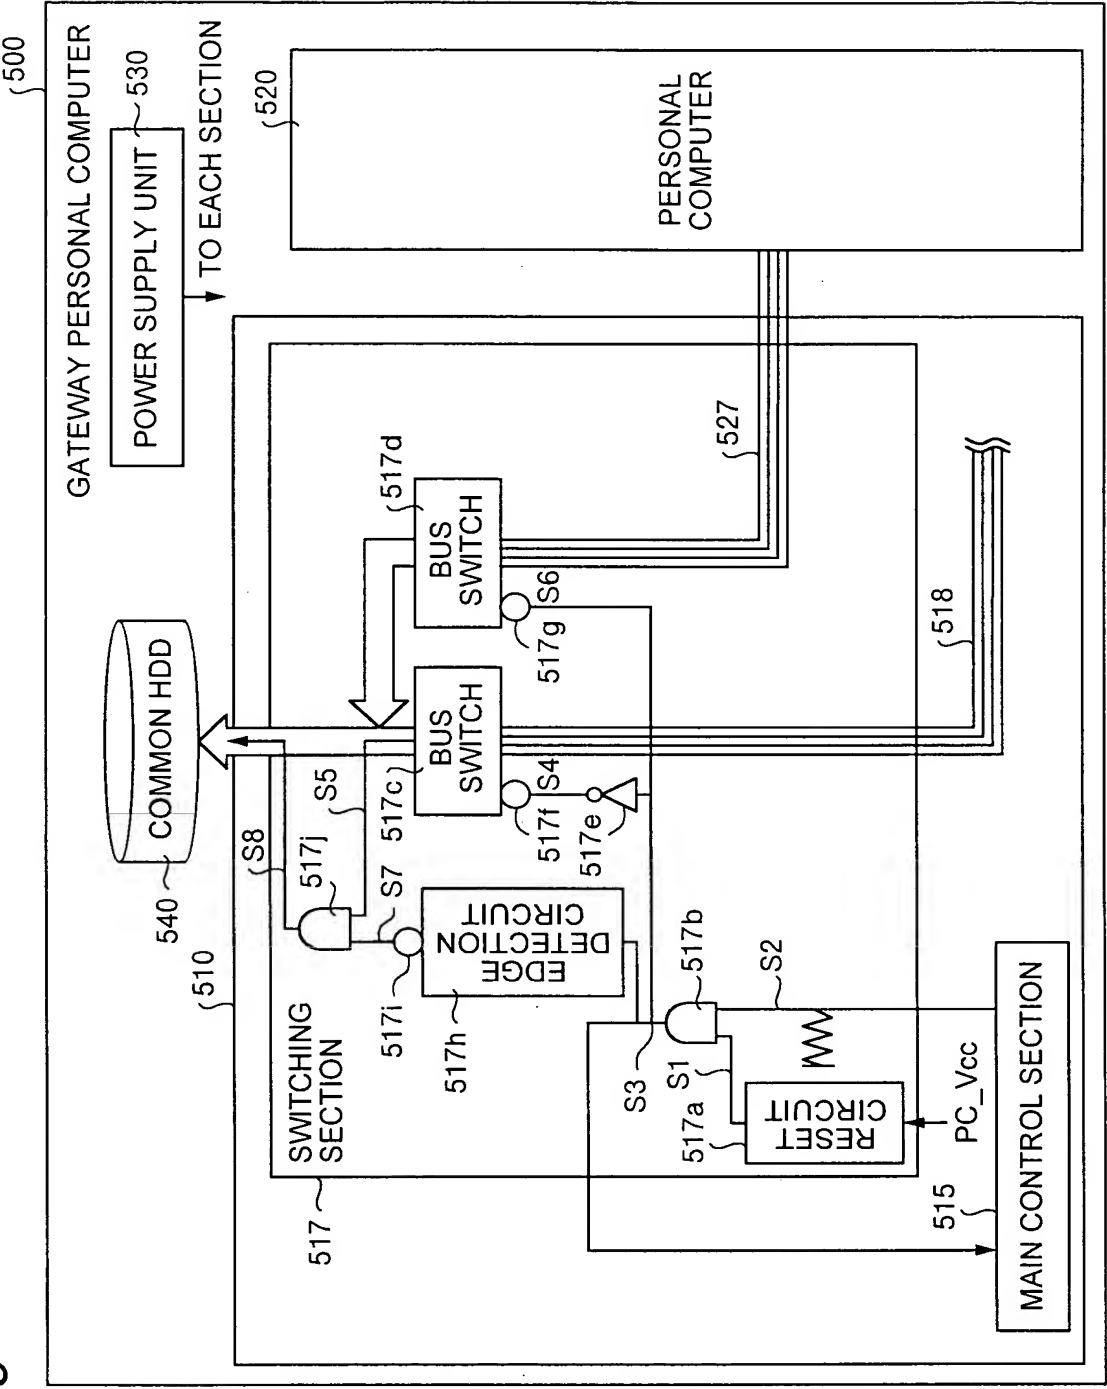 500
GATEWAY PERSONAL COMPUTER
POWER SUPPLY UNIT
530
TO EACH SECTION
520
PERSONAL
COMPUTER
COMMON HDD
540
510
SWITCHING
SECTION
517
S8
517j
S5
517c
BUS
SWITCH
517d
BUS
SWITCH
527
S7
517i
EDGE
DETECTION
CIRCUIT
517h
S4
517f
517e
S6
517g
518
S3
517b
S1
S2
517a
RESET
CIRCUIT
PC_Vcc
515
MAIN CONTROL SECTION